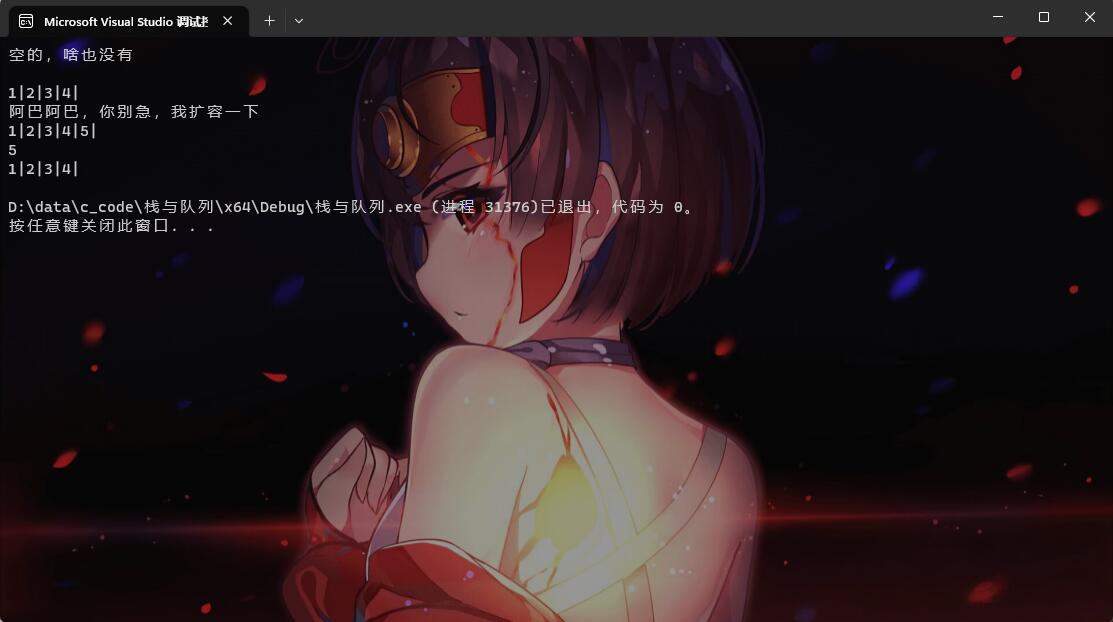 Microsoft Visual Studio 调试
空的，啥也没有
1|2|3|4|
阿巴阿巴，你别急，我扩容一下
1|2|3|4|5|
5
1|2|3|4|
D:\data\c_code\栈与队列\x64\Debug\栈与队列.exe (进程 31376)已退出，代码为 0。
按任意键关闭此窗口. . .